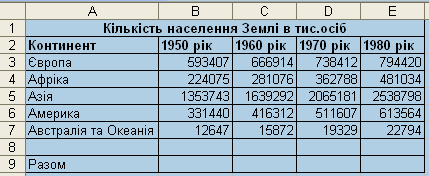 A B C D E
1 Кількість населення Землі в тис.осіб
2 Континент 1950 рік 1960 рік 1970 рік 1980 рік
3 Європа 593407 666914 738412 794420
4 Афріка 224075 281076 362788 481034
5 Азія 1353743 1639292 2065181 2538798
6 Америка 331440 416312 511607 613564
7 Австралія та Океанія 12647 15872 19329 22794
8
9 Разом